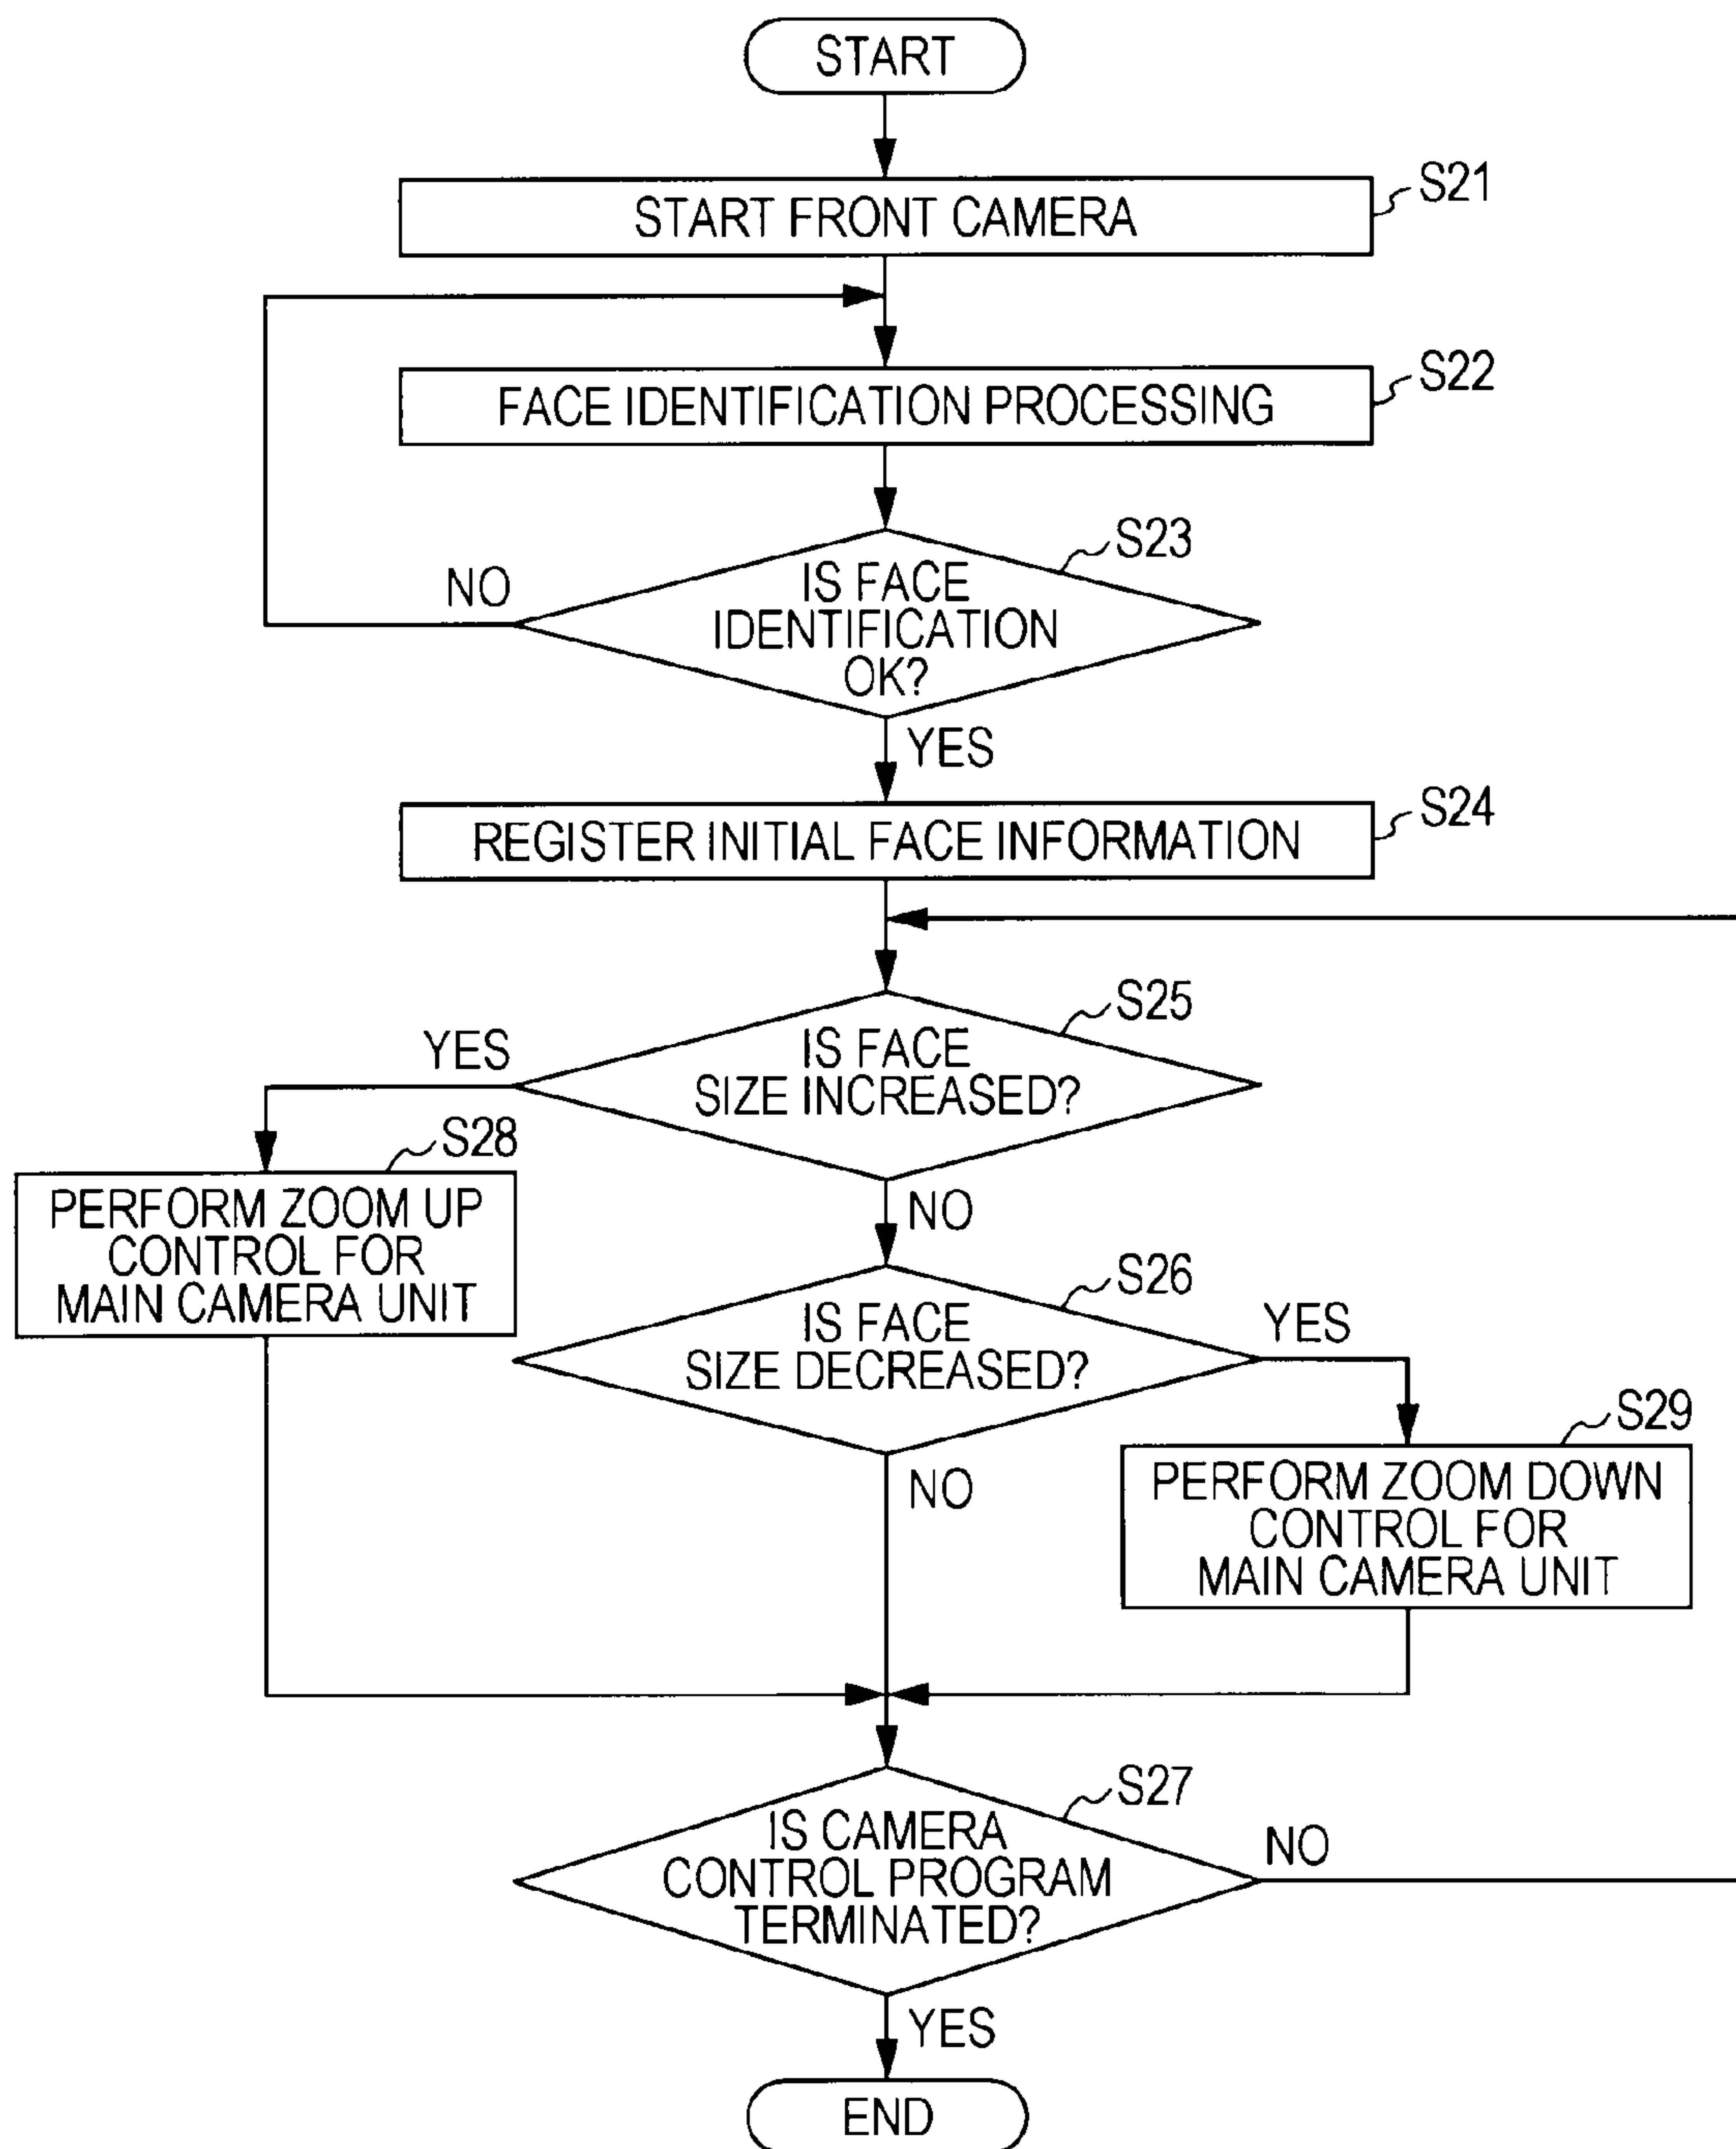 START
START FRONT CAMERA
S21
FACE IDENTIFICATION PROCESSING
S22
S23
IS FACE
IDENTIFICATION
OK?
NO
YES
REGISTER INITIAL FACE INFORMATION
S24
S25
IS FACE
SIZE INCREASED?
YES
NO
S28
PERFORM ZOOM UP
CONTROL FOR
MAIN CAMERA UNIT
S26
IS FACE
SIZE DECREASED?
YES
NO
S29
PERFORM ZOOM DOWN
CONTROL FOR
MAIN CAMERA UNIT
S27
IS CAMERA
CONTROL PROGRAM
TERMINATED?
NO
YES
END